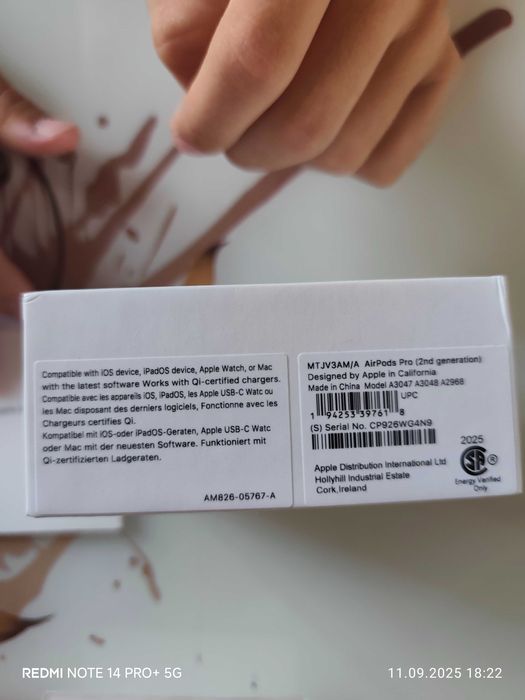 Compatible with iOS device, iPadOS device, Apple Watch, or Mac
with the latest software Works with Qi-certified chargers.
Compatible avec les appareils iOS, iPadOS, les Apple USB-C Watc ou
les Mac disposant des derniers logiciels, Fonctionne avec les
Chargeurs certifies Qi.
Kompatibel mit iOS-oder iPadOS-Geraten, Apple USB-C Watc
oder Mac mit der neuesten Software. Funktioniert mit
Qi-zertifizierten Ladgeraten.
AM826-05767-A
MTJV3AM/A AirPods Pro (2nd generation)
Designed by Apple in California
Made in China Model A3047 A3048 A2968
UPC
1 94253 39761 8
(S) Serial No. CP926WG4N9
2025
SA®
Energy Verified
Only
Apple Distribution International Ltd
Hollyhill Industrial Estate
Cork,Ireland
REDMI NOTE 14 PRO+ 5G
11.09.2025 18:22